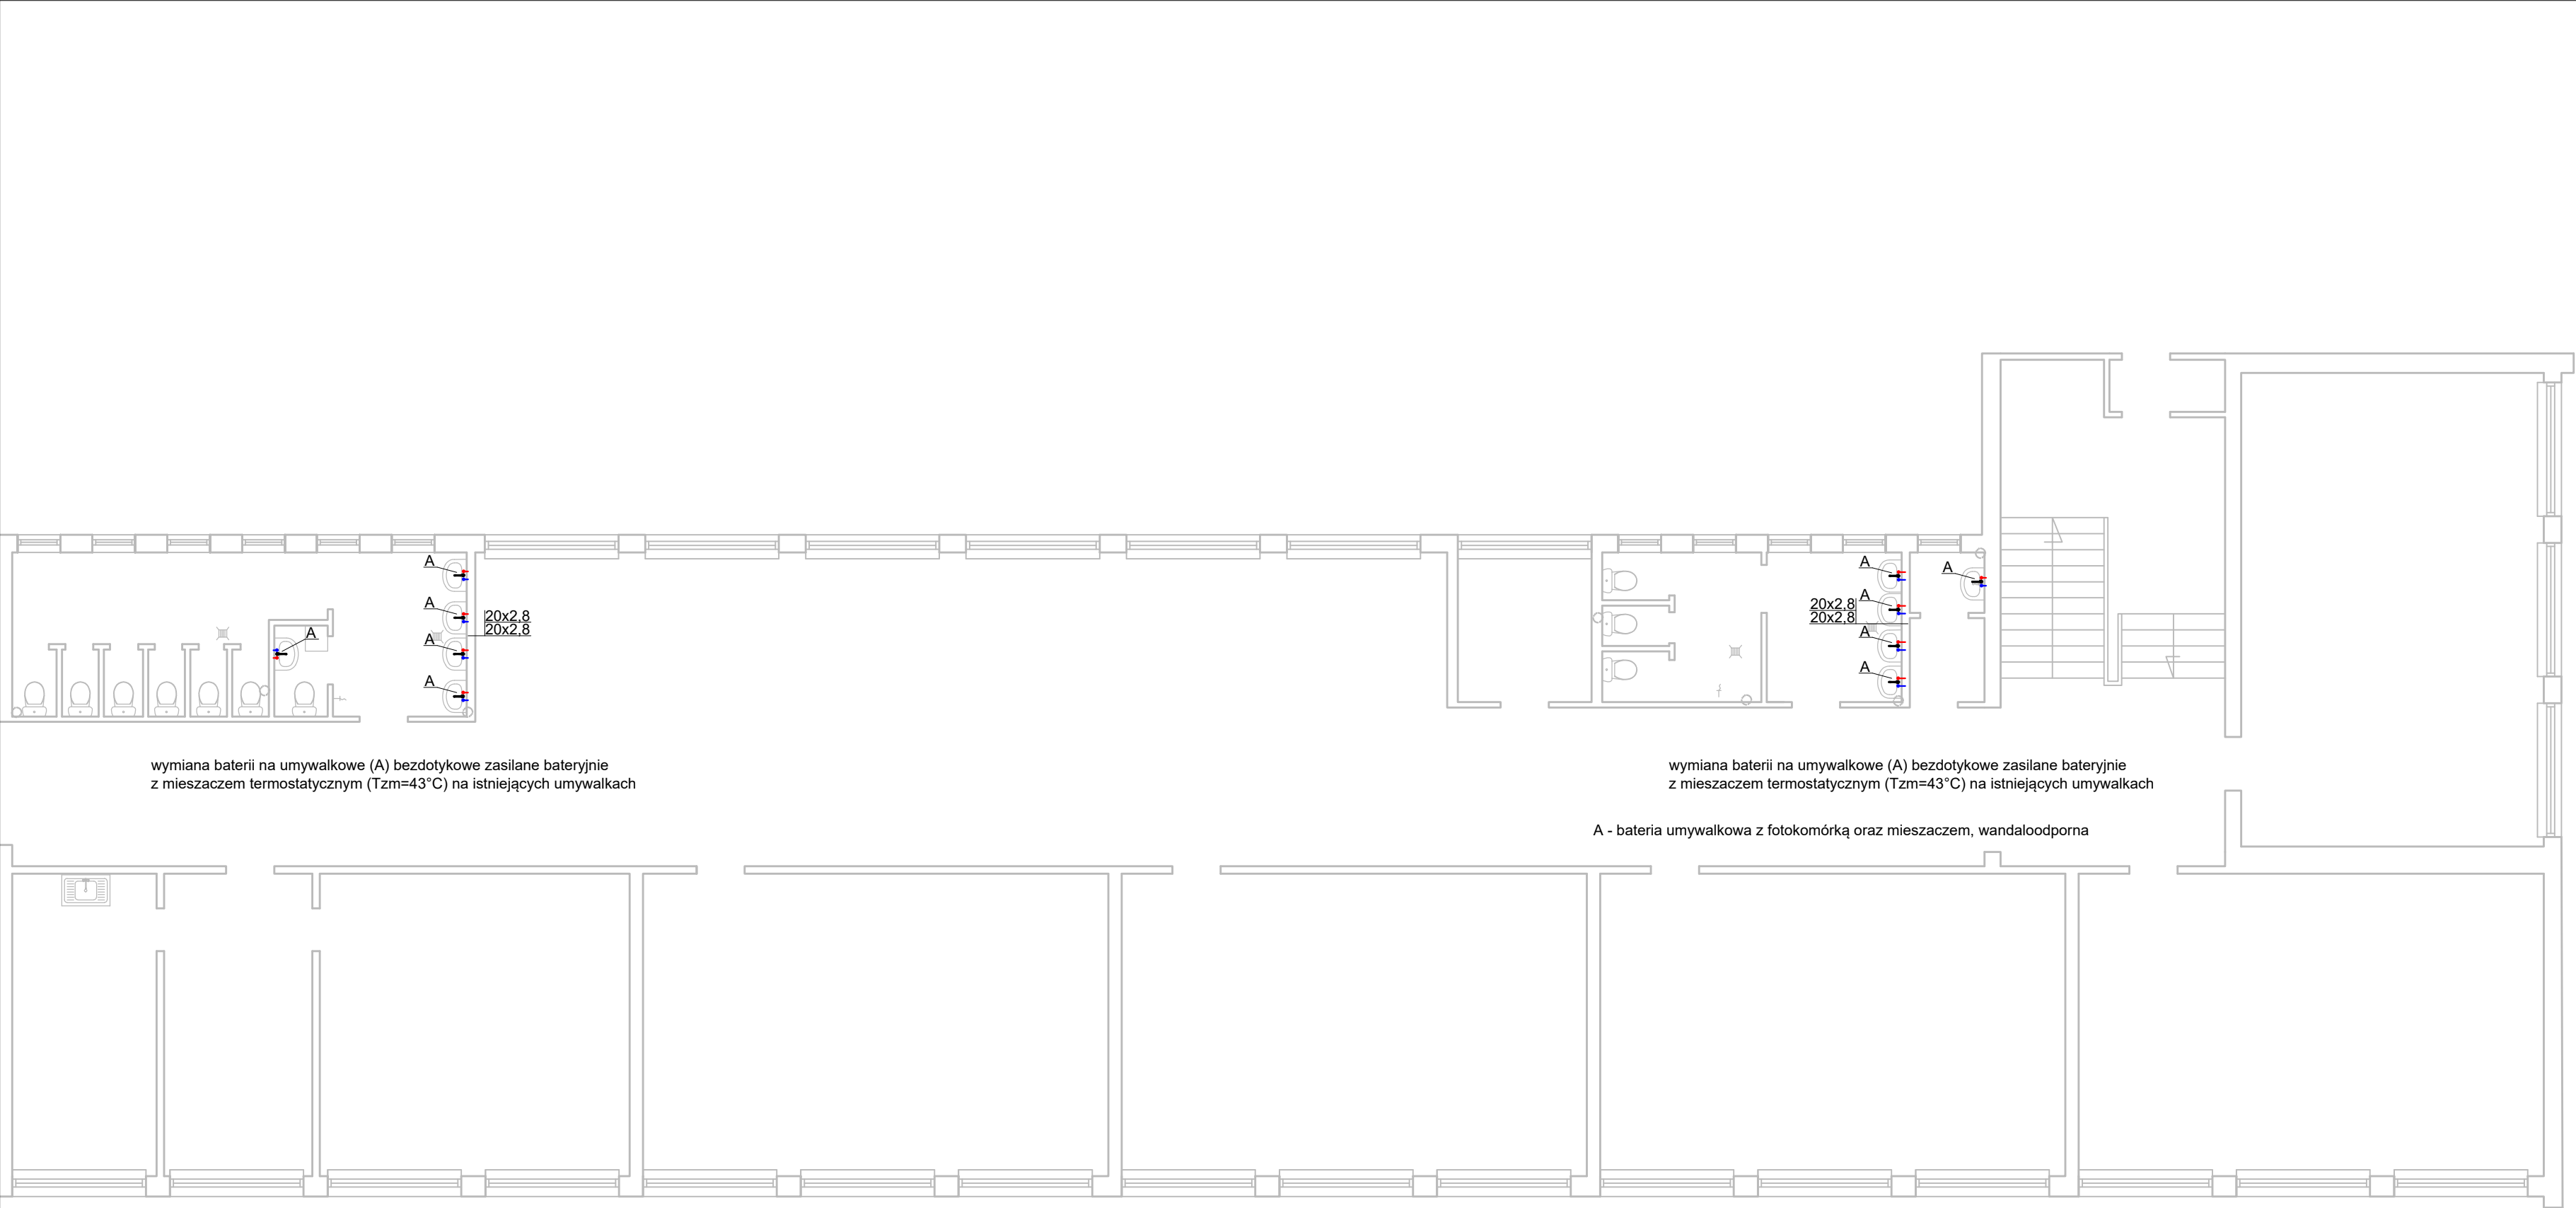 A
A
A
A
A
A
A
A
A
A
20x2,8
20x2,8
20x2,8
20x2,8
wymiana baterii na umywalkowe (A) bezdotykowe zasilane bateryjnie
z mieszaczem termostatycznym (Tzm=43°C) na istniejących umywalkach
wymiana baterii na umywalkowe (A) bezdotykowe zasilane bateryjnie
z mieszaczem termostatycznym (Tzm=43°C) na istniejących umywalkach
A - bateria umywalkowa z fotokomórką oraz mieszaczem, wandaloodporna